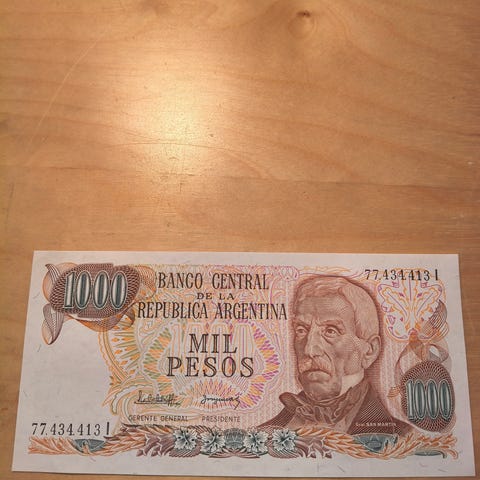 77.434.413 I
1000
BANCO CENTRAL
DE LA
REPUBLICA ARGENTINA
MIL
PESOS
GERENTE GENERAL PRESIDENTE
Gral. SAN MARTIN
1000
77.434.413 I